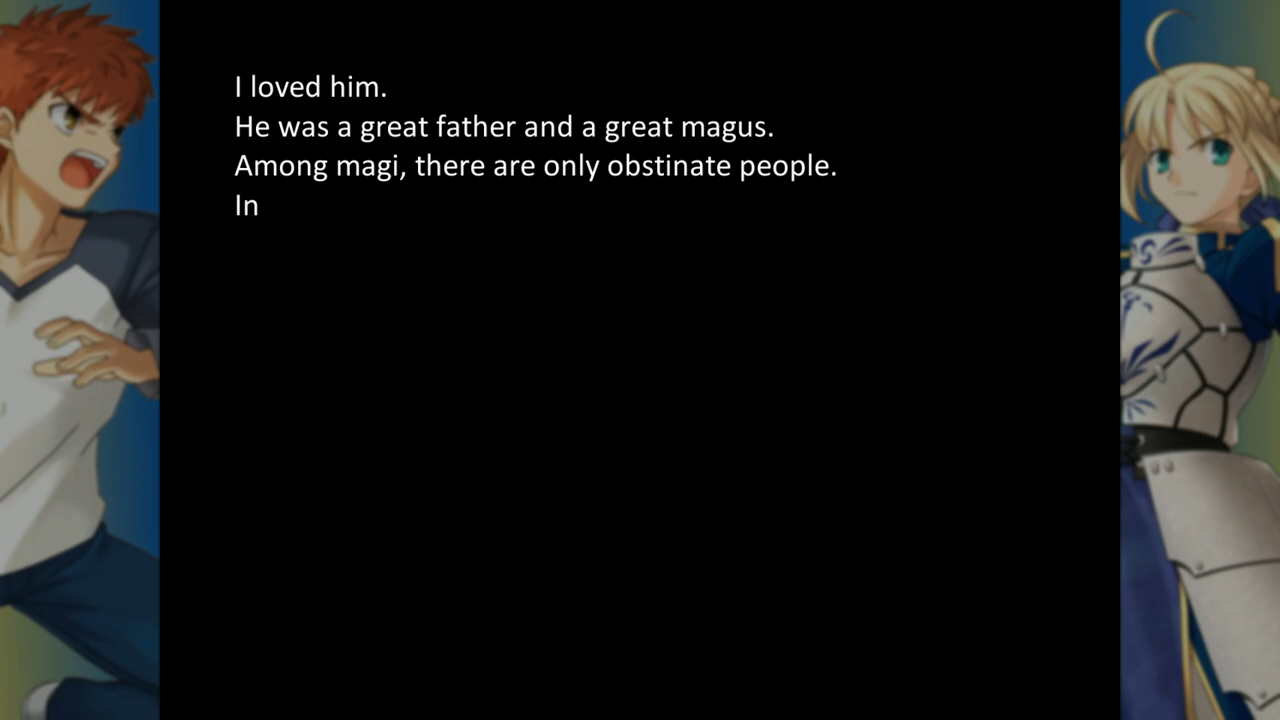 I loved him.
He was a great father and a great magus.
Among magi, there are only obstinate people.
In